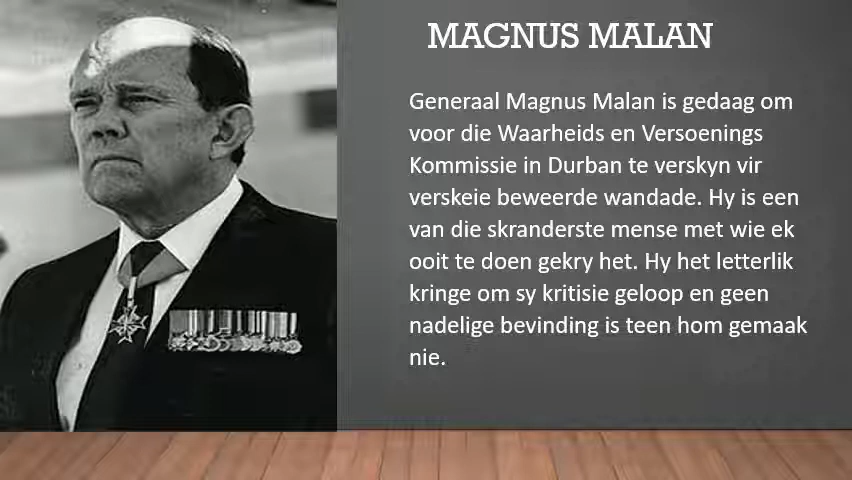 MAGNUS MALAN
Generaal Magnus Malan is gedaag om
voor die Waarheids en Versoenings
Kommissie in Durban te verskyn vir
verskeie beweerde wandade. Hy is een
van die skranderste mense met wie ek
ooit te doen gekry het. Hy het letterlik
kringe om sy kritisie geloop en geen
nadelige bevinding is teen hom gemaak
nie.